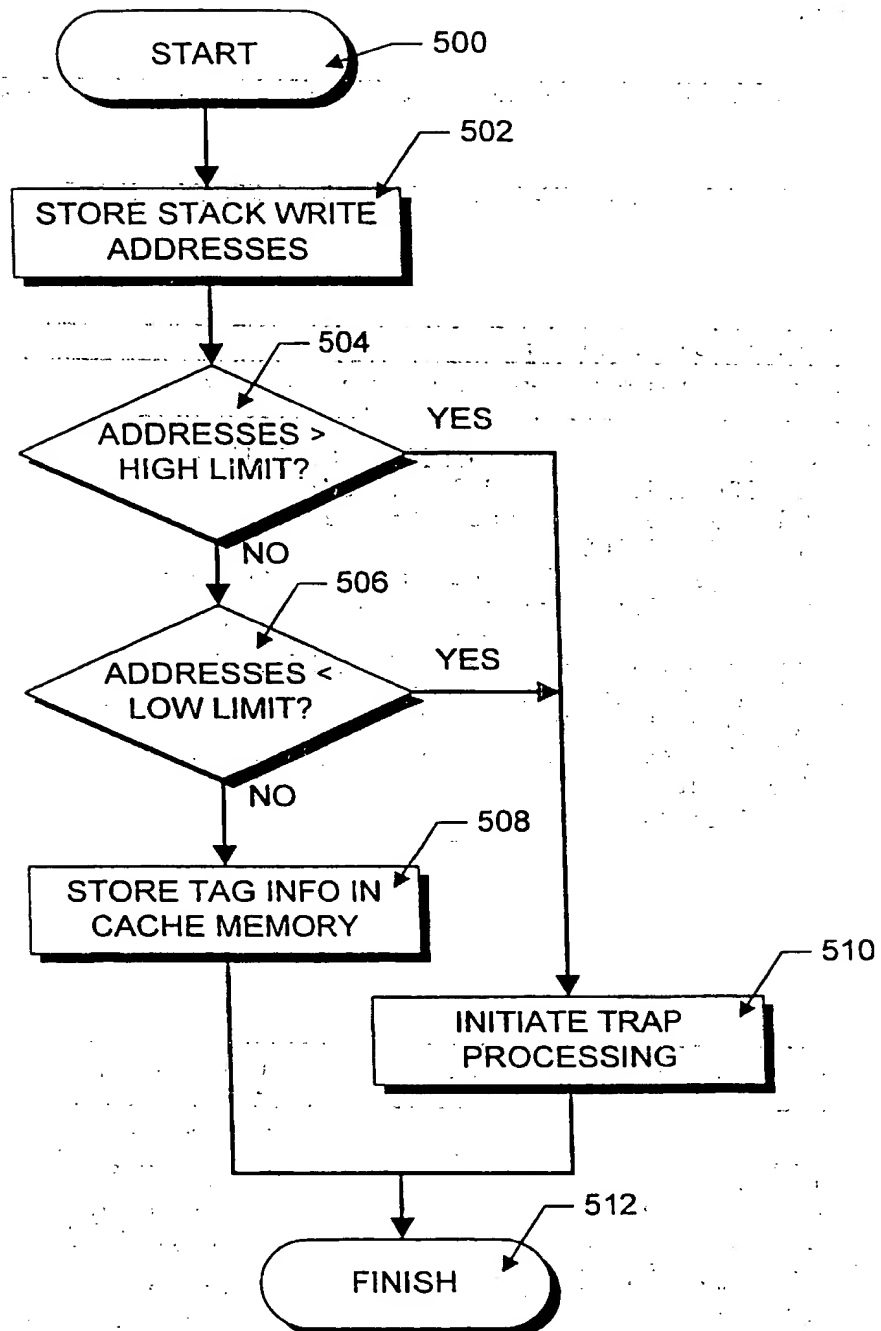 START
500
502
STORE STACK WRITE
ADDRESSES
504
ADDRESSES >
HIGH LIMIT?
YES
NO
506
ADDRESSES <
LOW LIMIT?
YES
NO
508
STORE TAG INFO IN
CACHE MEMORY
510
INITIATE TRAP
PROCESSING
512
FINISH